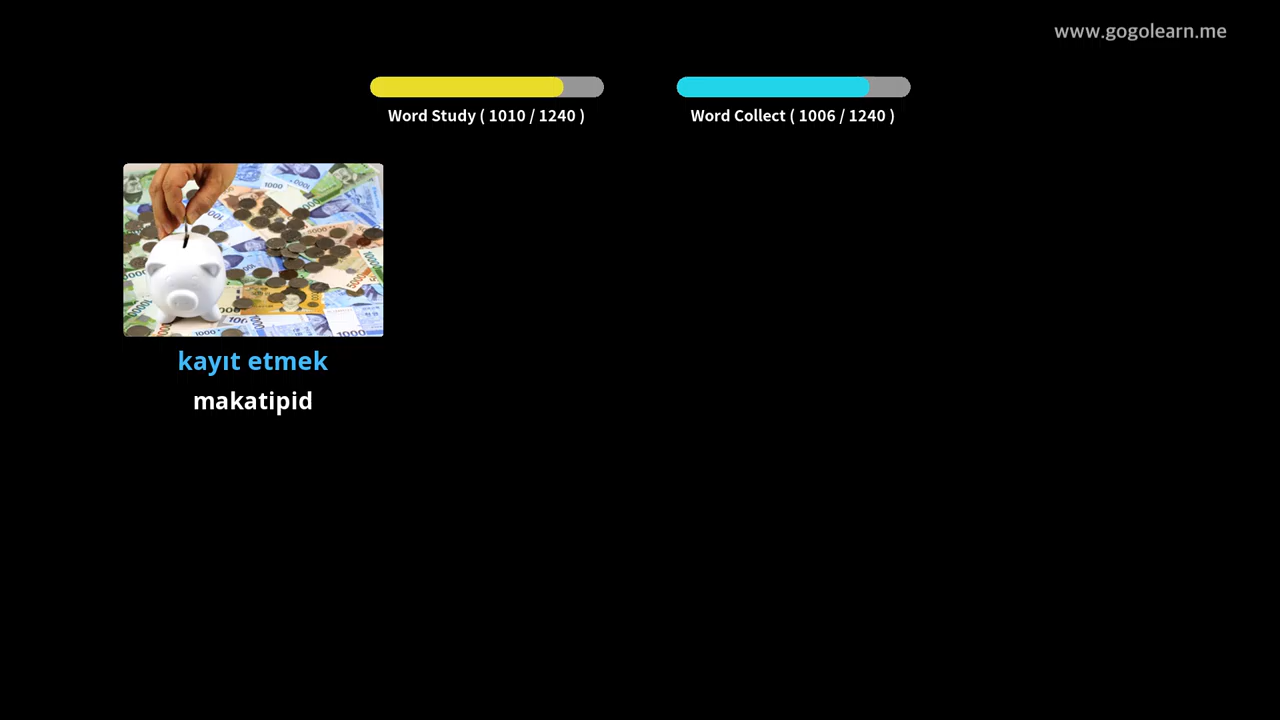 www.gogolearn.me
Word Study ( 1010 / 1240 )
Word Collect ( 1006 / 1240 )
kayıt etmek
makatipid